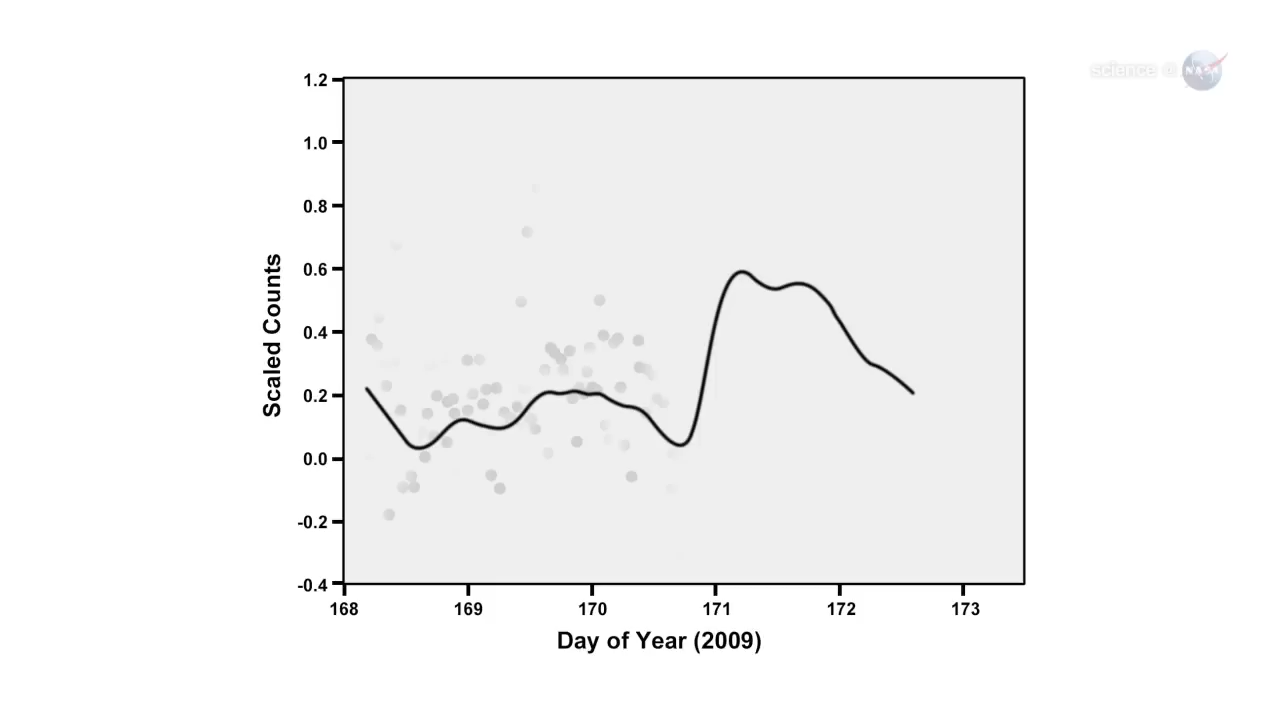 science @ NASA
1.2
1.0
0.8
0.6
0.4
0.2
0.0
-0.2
-0.4
Scaled Counts
168 169 170 171 172 173
Day of Year (2009)